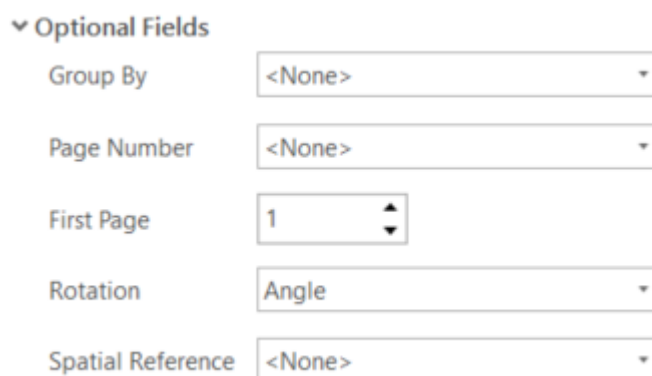 Optional Fields
Group By <None>
Page Number <None>
First Page 1
Rotation Angle
Spatial Reference <None>